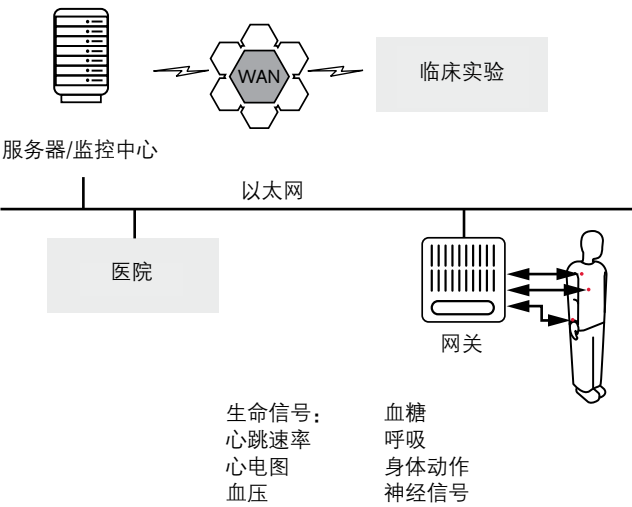 WAN
临床实验
服务器/监控中心
以太网
医院
网关
生命信号：
心跳速率
心电图
血压
血糖
呼吸
身体动作
神经信号